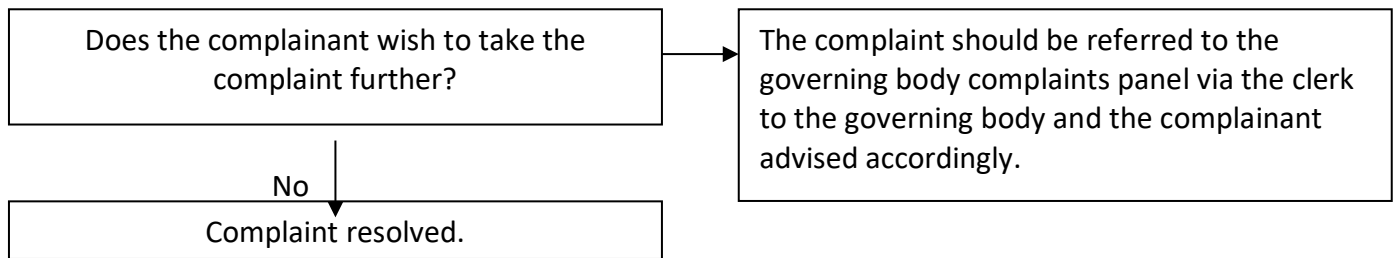 Does the complainant wish to take the
complaint further?
The complaint should be referred to the
governing body complaints panel via the clerk
to the governing body and the complainant
advised accordingly.
No
Complaint resolved.